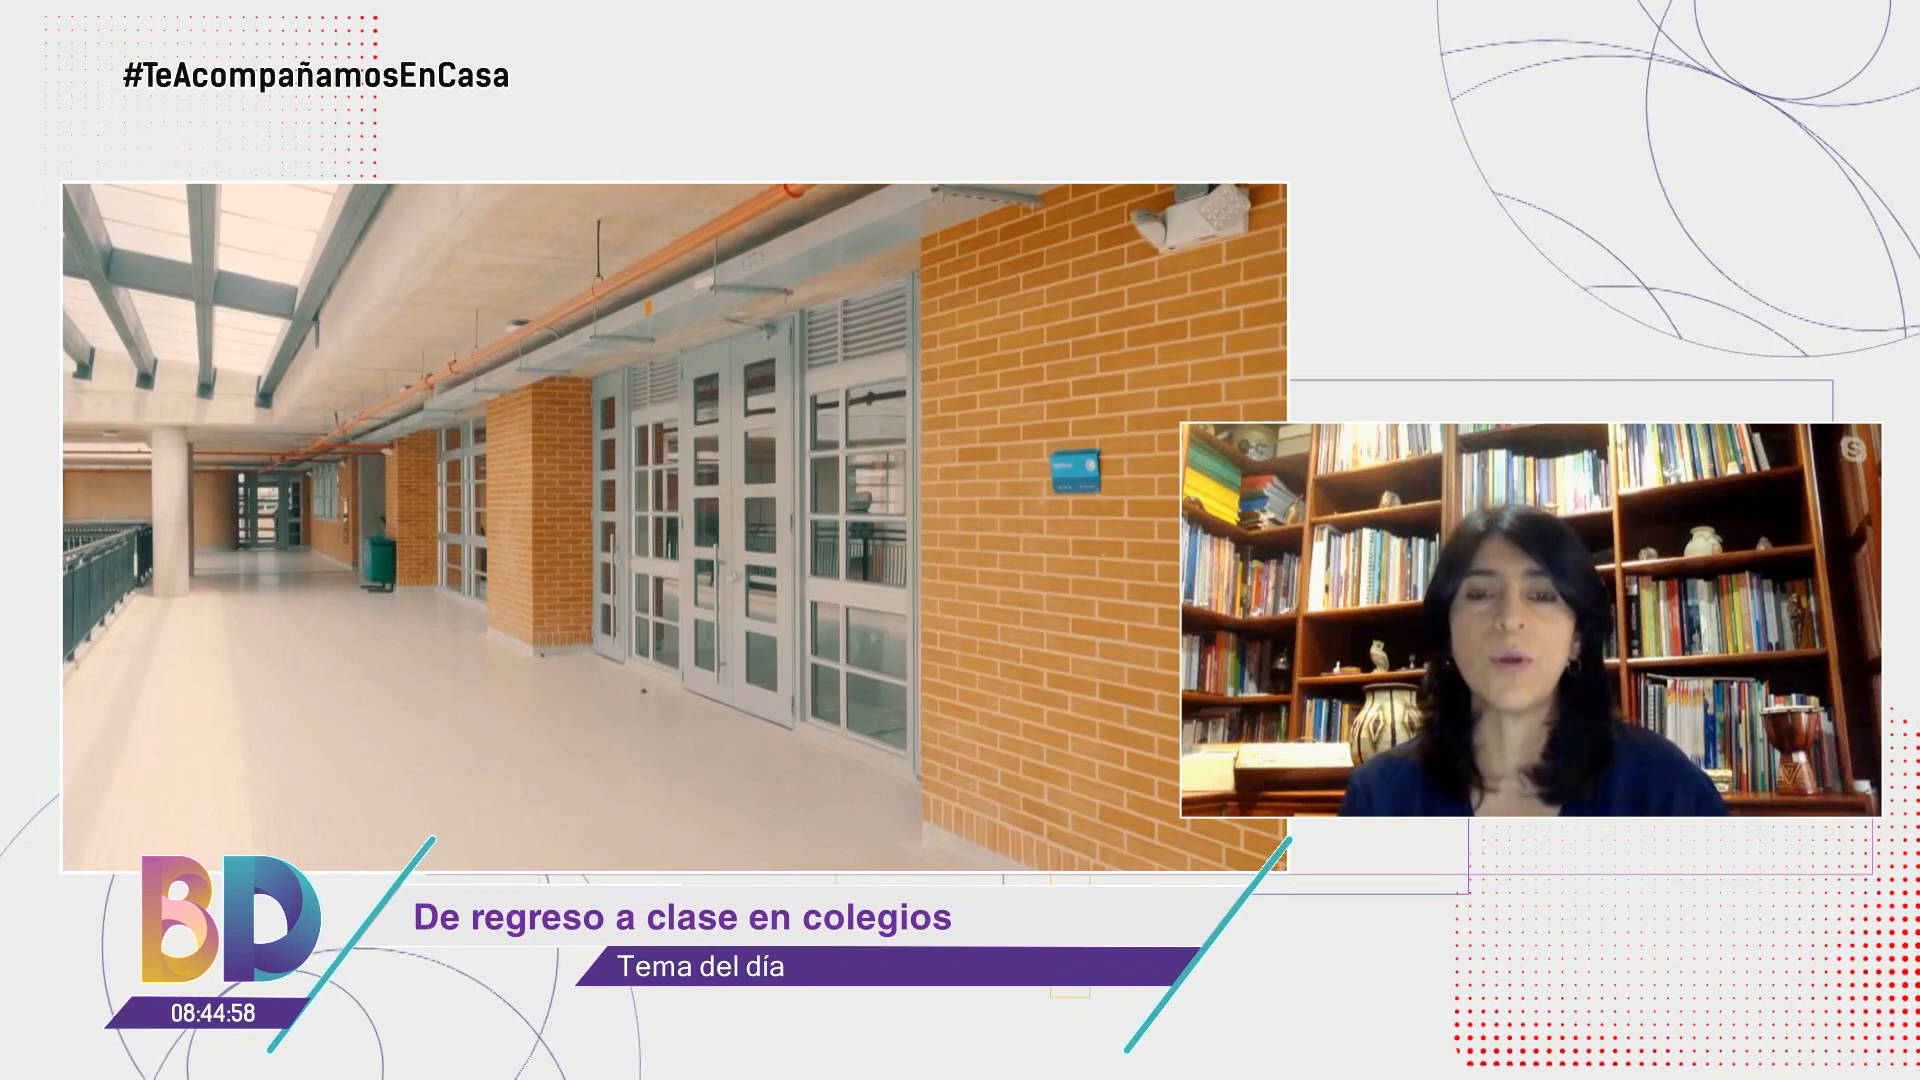 #TeAcompañamosEnCasa
S
De regreso a clase en colegios
Tema del día
BD
08:44:58